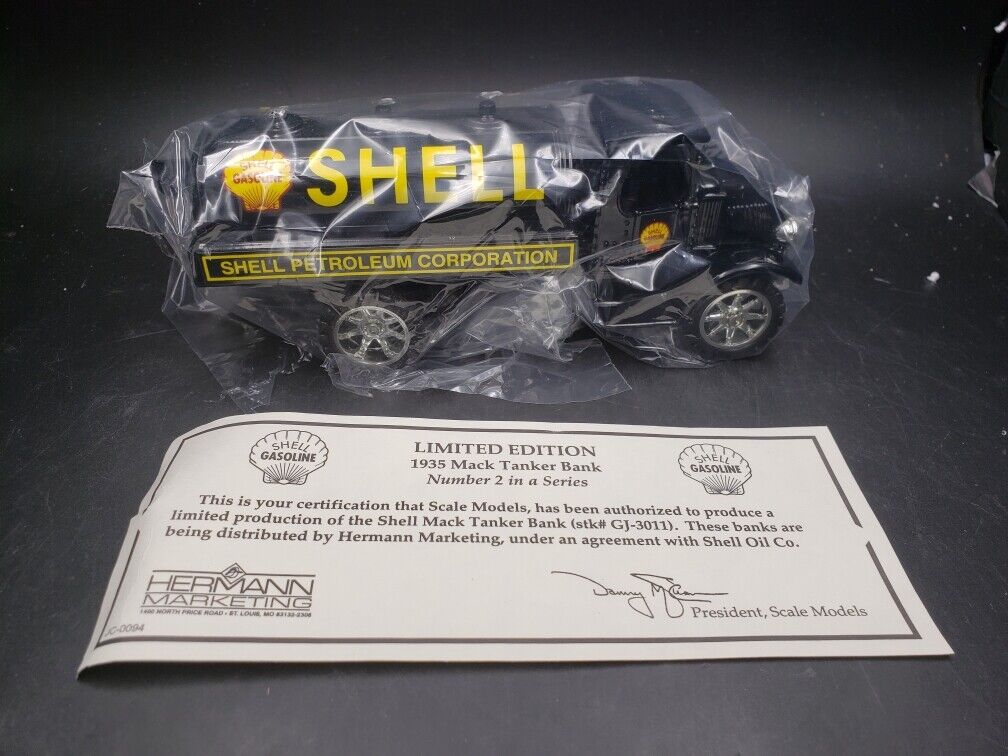 SHELL
GASOLINE
SHELL
SHELL PETROLEUM CORPORATION
SHELL
GASOLINE
LIMITED EDITION
1935 Mack Tanker Bank
Number 2 in a Series
SHELL
GASOLINE
This is your certification that Scale Models, has been authorized to produce a
limited production of the Shell Mack Tanker Bank (stk# GJ-3011). These banks are
being distributed by Hermann Marketing, under an agreement with Shell Oil Co.
HERMANN
MARKETING
1400 NORTH PRICE ROAD • ST. LOUIS, MO 63132-2308
President, Scale Models
JC-0094